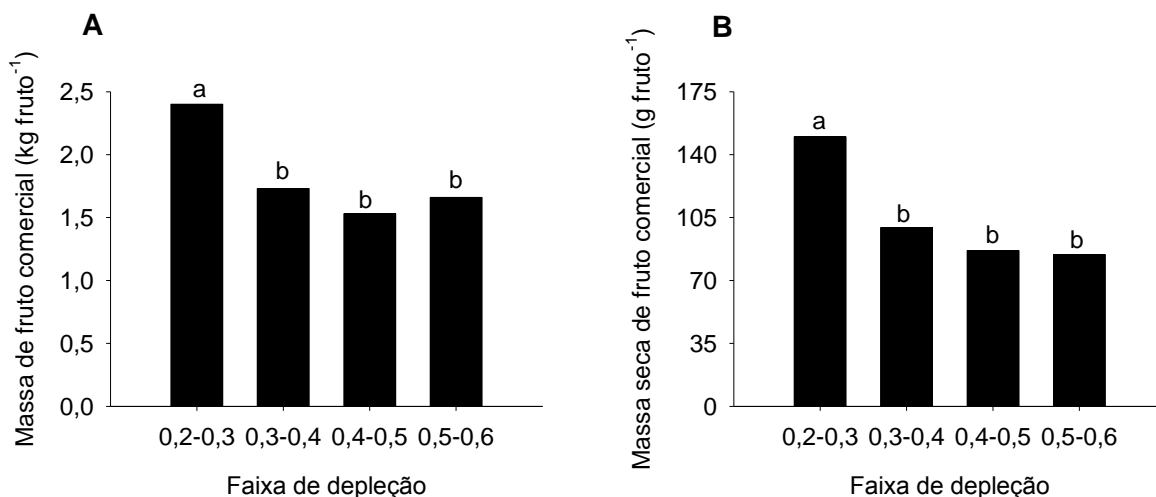 A
Massa de fruto comercial (kg fruto⁻¹)
2,5
2,0
1,5
1,0
0,5
0,0
a
b
b
b
0,2-0,3 0,3-0,4 0,4-0,5 0,5-0,6
Faixa de depleção
B
Massa seca de fruto comercial (g fruto⁻¹)
175
140
105
70
35
0
a
b
b
b
0,2-0,3 0,3-0,4 0,4-0,5 0,5-0,6
Faixa de depleção